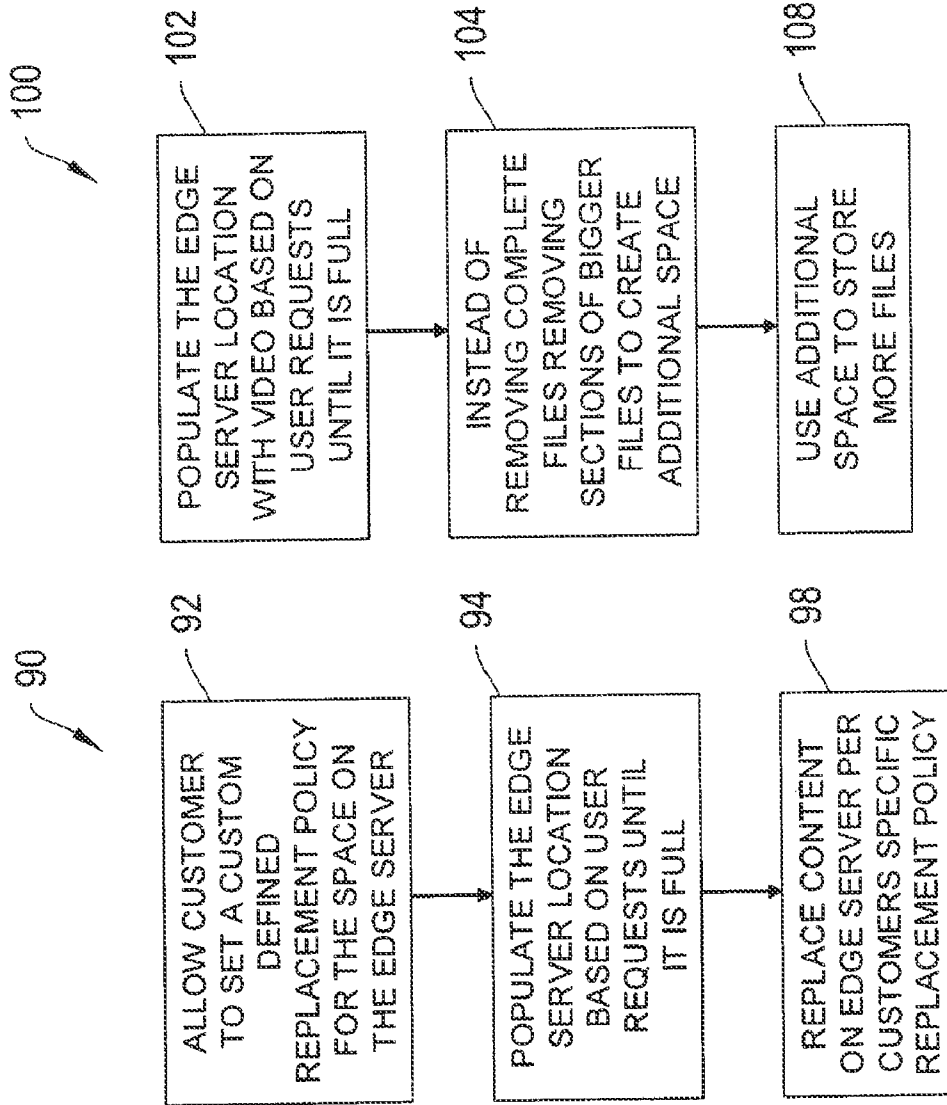 90
92
ALLOW CUSTOMER
TO SET A CUSTOM
DEFINED
REPLACEMENT POLICY
FOR THE SPACE ON
THE EDGE SERVER
94
POPULATE THE EDGE
SERVER LOCATION
BASED ON USER
REQUESTS UNTIL
IT IS FULL
98
REPLACE CONTENT
ON EDGE SERVER PER
CUSTOMERS SPECIFIC
REPLACEMENT POLICY
100
102
POPULATE THE EDGE
SERVER LOCATION
WITH VIDEO BASED ON
USER REQUESTS
UNTIL IT IS FULL
104
INSTEAD OF
REMOVING COMPLETE
FILES REMOVING
SECTIONS OF BIGGER
FILES TO CREATE
ADDITIONAL SPACE
108
USE ADDITIONAL
SPACE TO STORE
MORE FILES